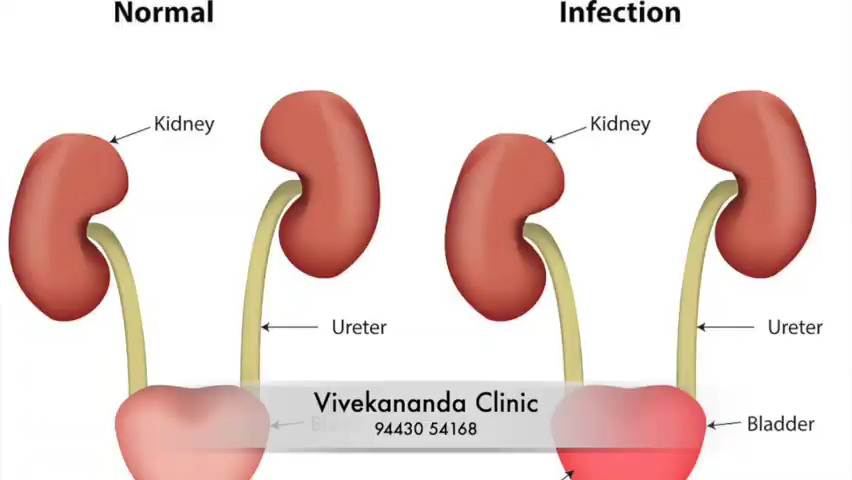 Normal
Infection
Kidney
Kidney
Ureter
Ureter
Vivekananda Clinic
94430 54168
Bladder